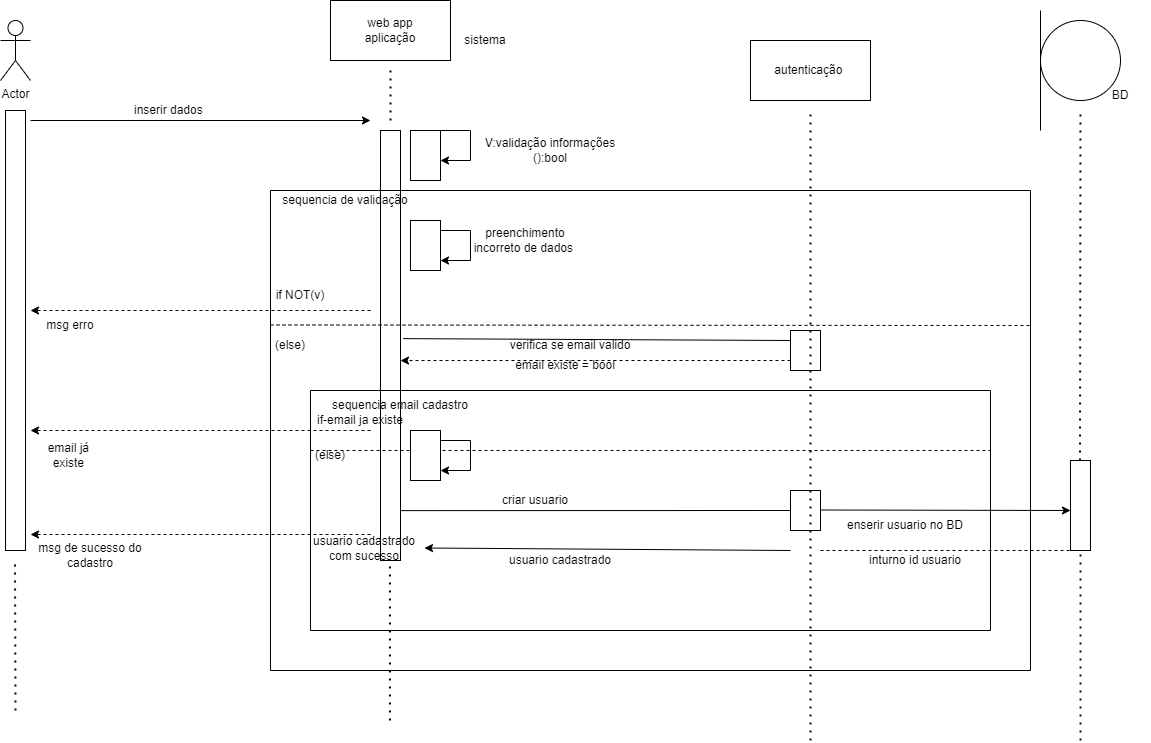 web app
aplicação
sistema
autenticação
Actor
BD
inserir dados
V:validação informações
():bool
sequencia de validação
preenchimento
incorreto de dados
if NOT(v)
msg erro
(else)
verifica se email valido
email existe = bool
sequencia email cadastro
if-email ja existe
email já
existe
(else)
criar usuario
enserir usuario no BD
usuario cadastrado
com sucesso
msg de sucesso do
cadastro
usuario cadastrado
inturno id usuario